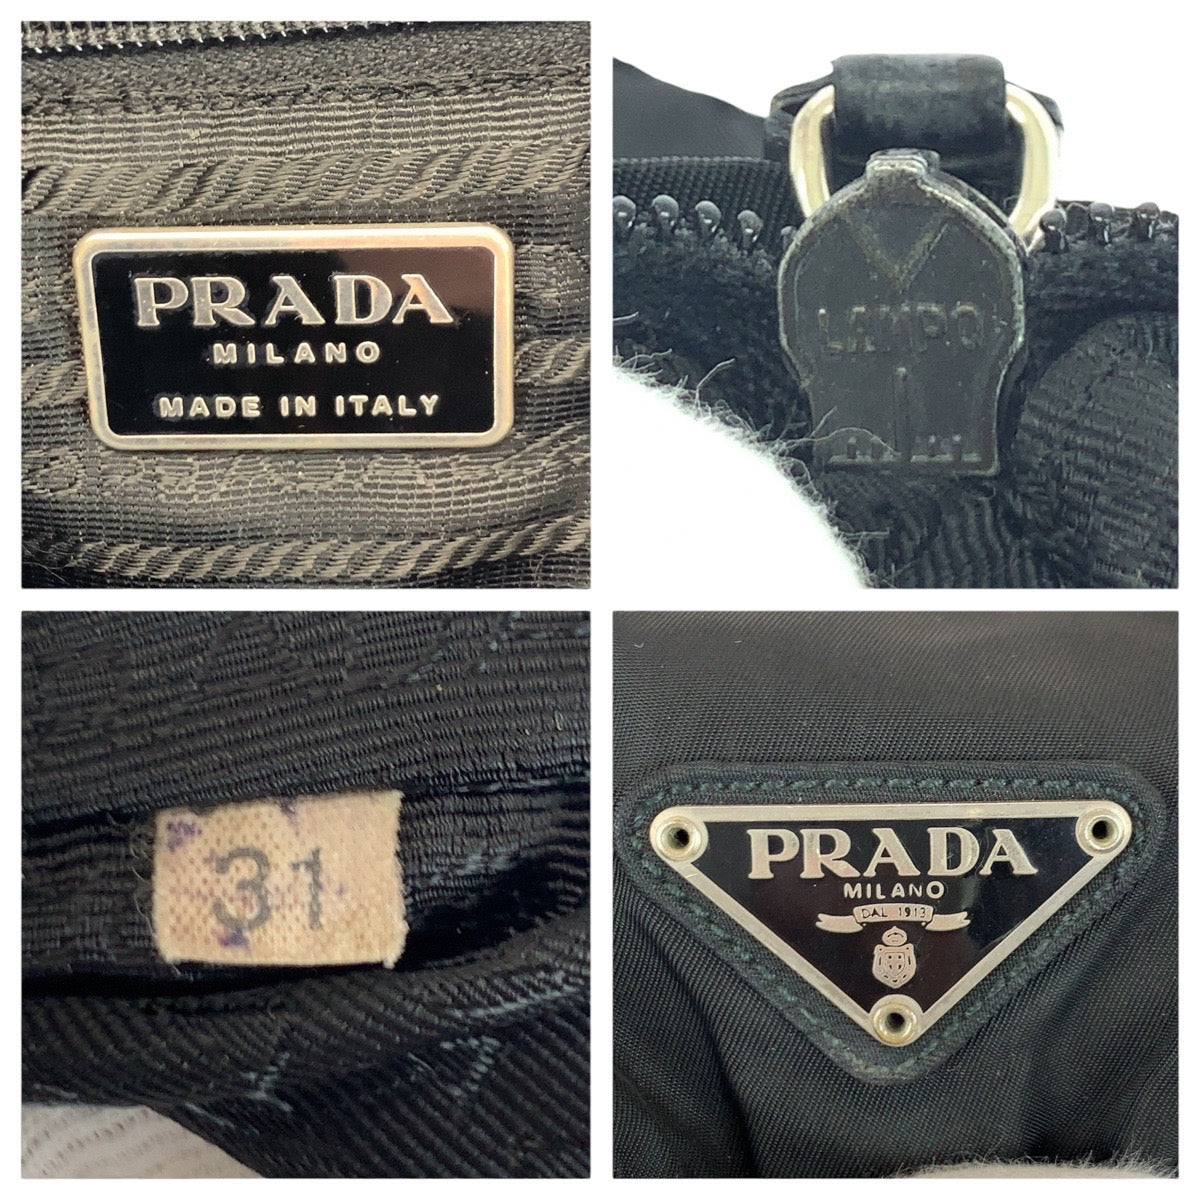 PRADA
MILANO
MADE IN ITALY
LAMPO
31
PRADA
MILANO
DAL 1913